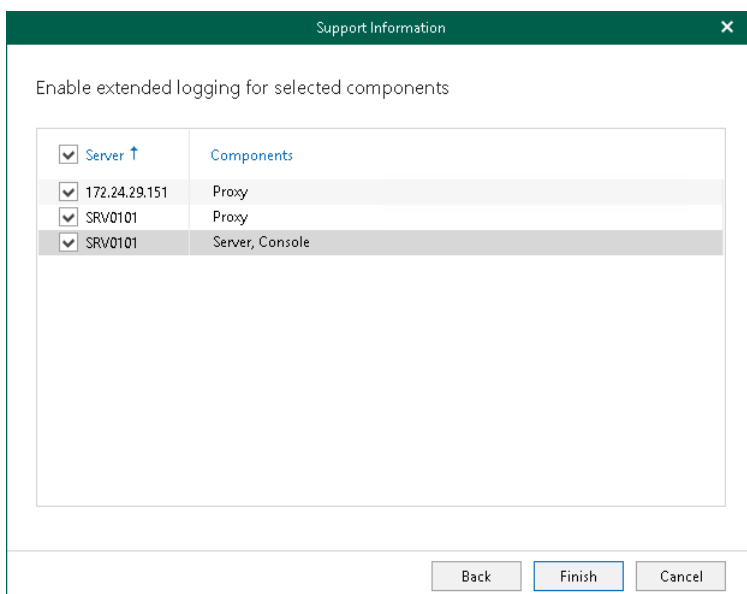 Support Information
Enable extended logging for selected components
Server Components
172.24.29.151 Proxy
SRV0101 Proxy
SRV0101 Server, Console
Back Finish Cancel